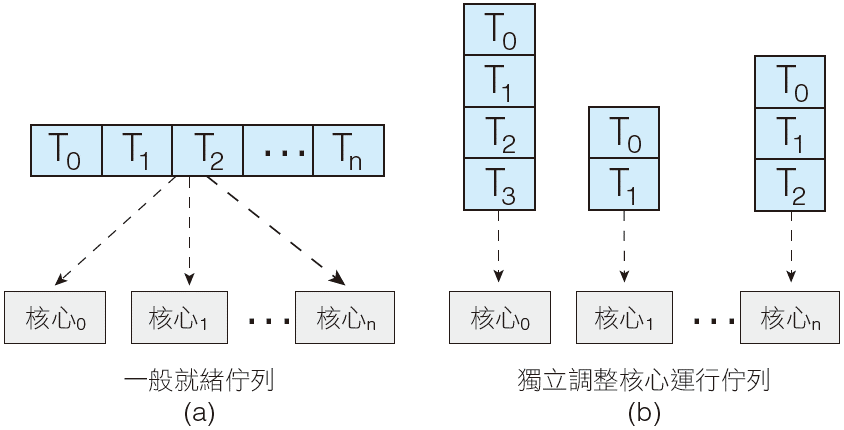 T0 T1 T2 ··· Tn
核心0 核心1 ··· 核心n
一般就緒佇列
(a)
T0
T1
T2
T3
T0
T1
T0
T1
T2
核心0 核心1 ··· 核心n
獨立調整核心運行佇列
(b)